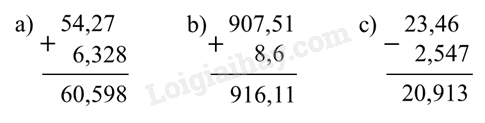 a) 54,27 b) 907,51 c) 23,46
+ 6,328 + 8,6 − 2,547
60,598 916,11 20,913
Loigiaihay.com